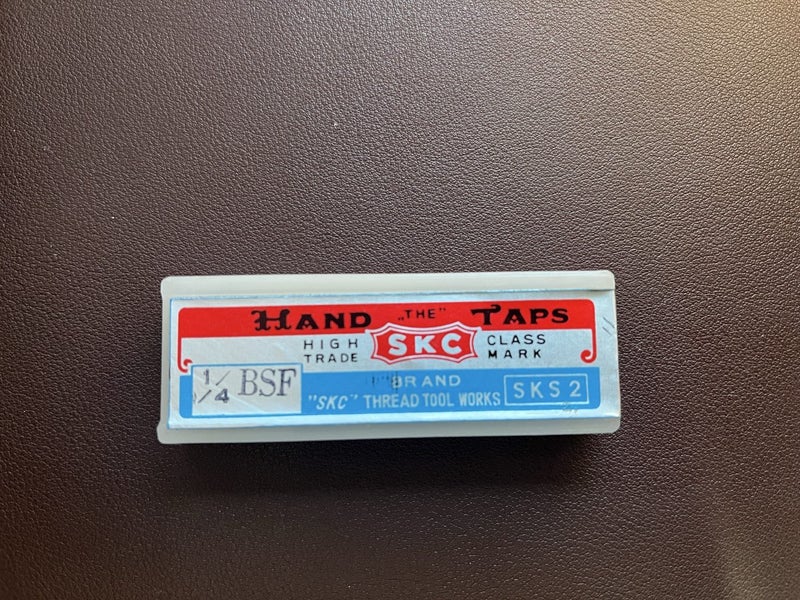 HAND „THE" TAPS
HIGH SKC CLASS
TRADE MARK
1/4 BSF
BRAND
"SKC" THREAD TOOL WORKS
SKS2